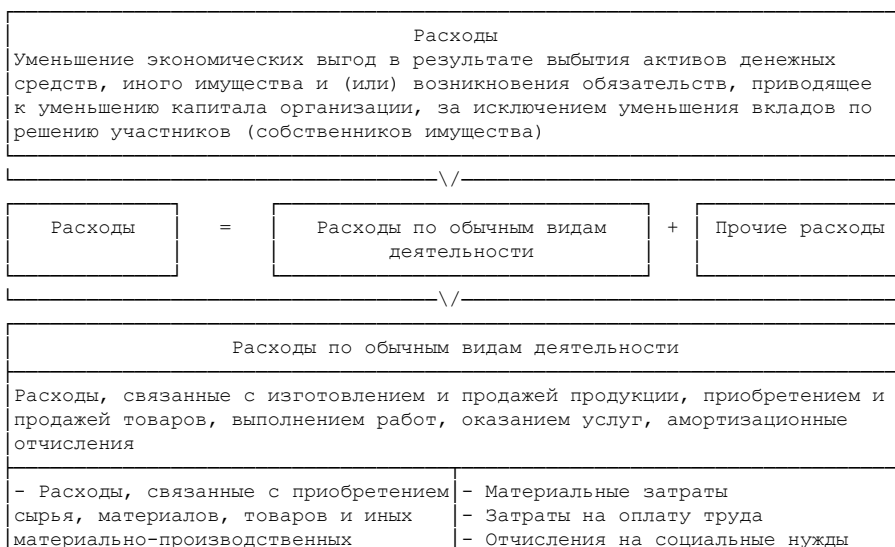 Расходы
Уменьшение экономических выгод в результате выбытия активов денежных
средств, иного имущества и (или) возникновения обязательств, приводящее
к уменьшению капитала организации, за исключением уменьшения вкладов по
решению участников (собственников имущества)
\/
Расходы = Расходы по обычным видам + Прочие расходы
деятельности
\/
Расходы по обычным видам деятельности
Расходы, связанные с изготовлением и продажей продукции, приобретением и
продажей товаров, выполнением работ, оказанием услуг, амортизационные
отчисления
- Расходы, связанные с приобретением
сырья, материалов, товаров и иных
материально-производственных
- Материальные затраты
- Затраты на оплату труда
- Отчисления на социальные нужды